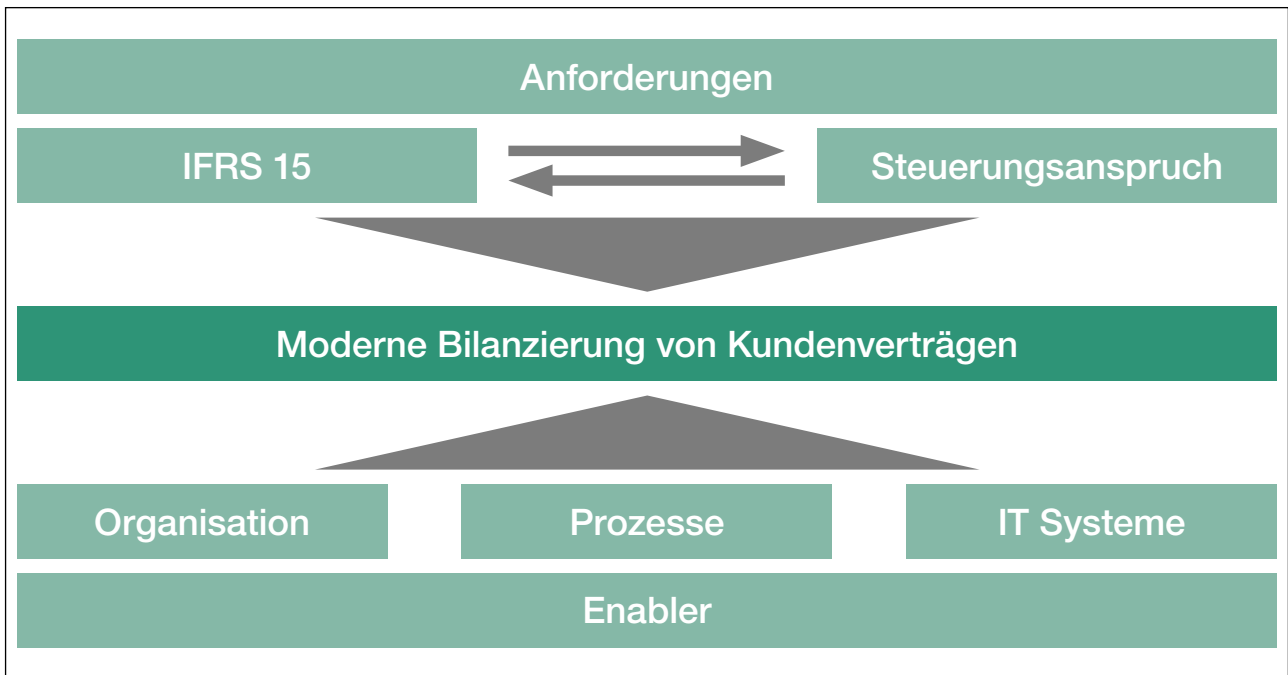 Anforderungen
IFRS 15
Steuerungsanspruch
Moderne Bilanzierung von Kundenverträgen
Organisation
Prozesse
IT Systeme
Enabler